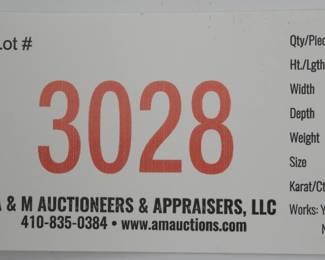 Lot #
3028
A & M AUCTIONEERS & APPRAISERS, LLC
410-835-0384 • www.amauctions.com
Qty/Piec
Ht./Lgth
Width
Depth
Weight
Size
Karat/Ct
Works: Y
N